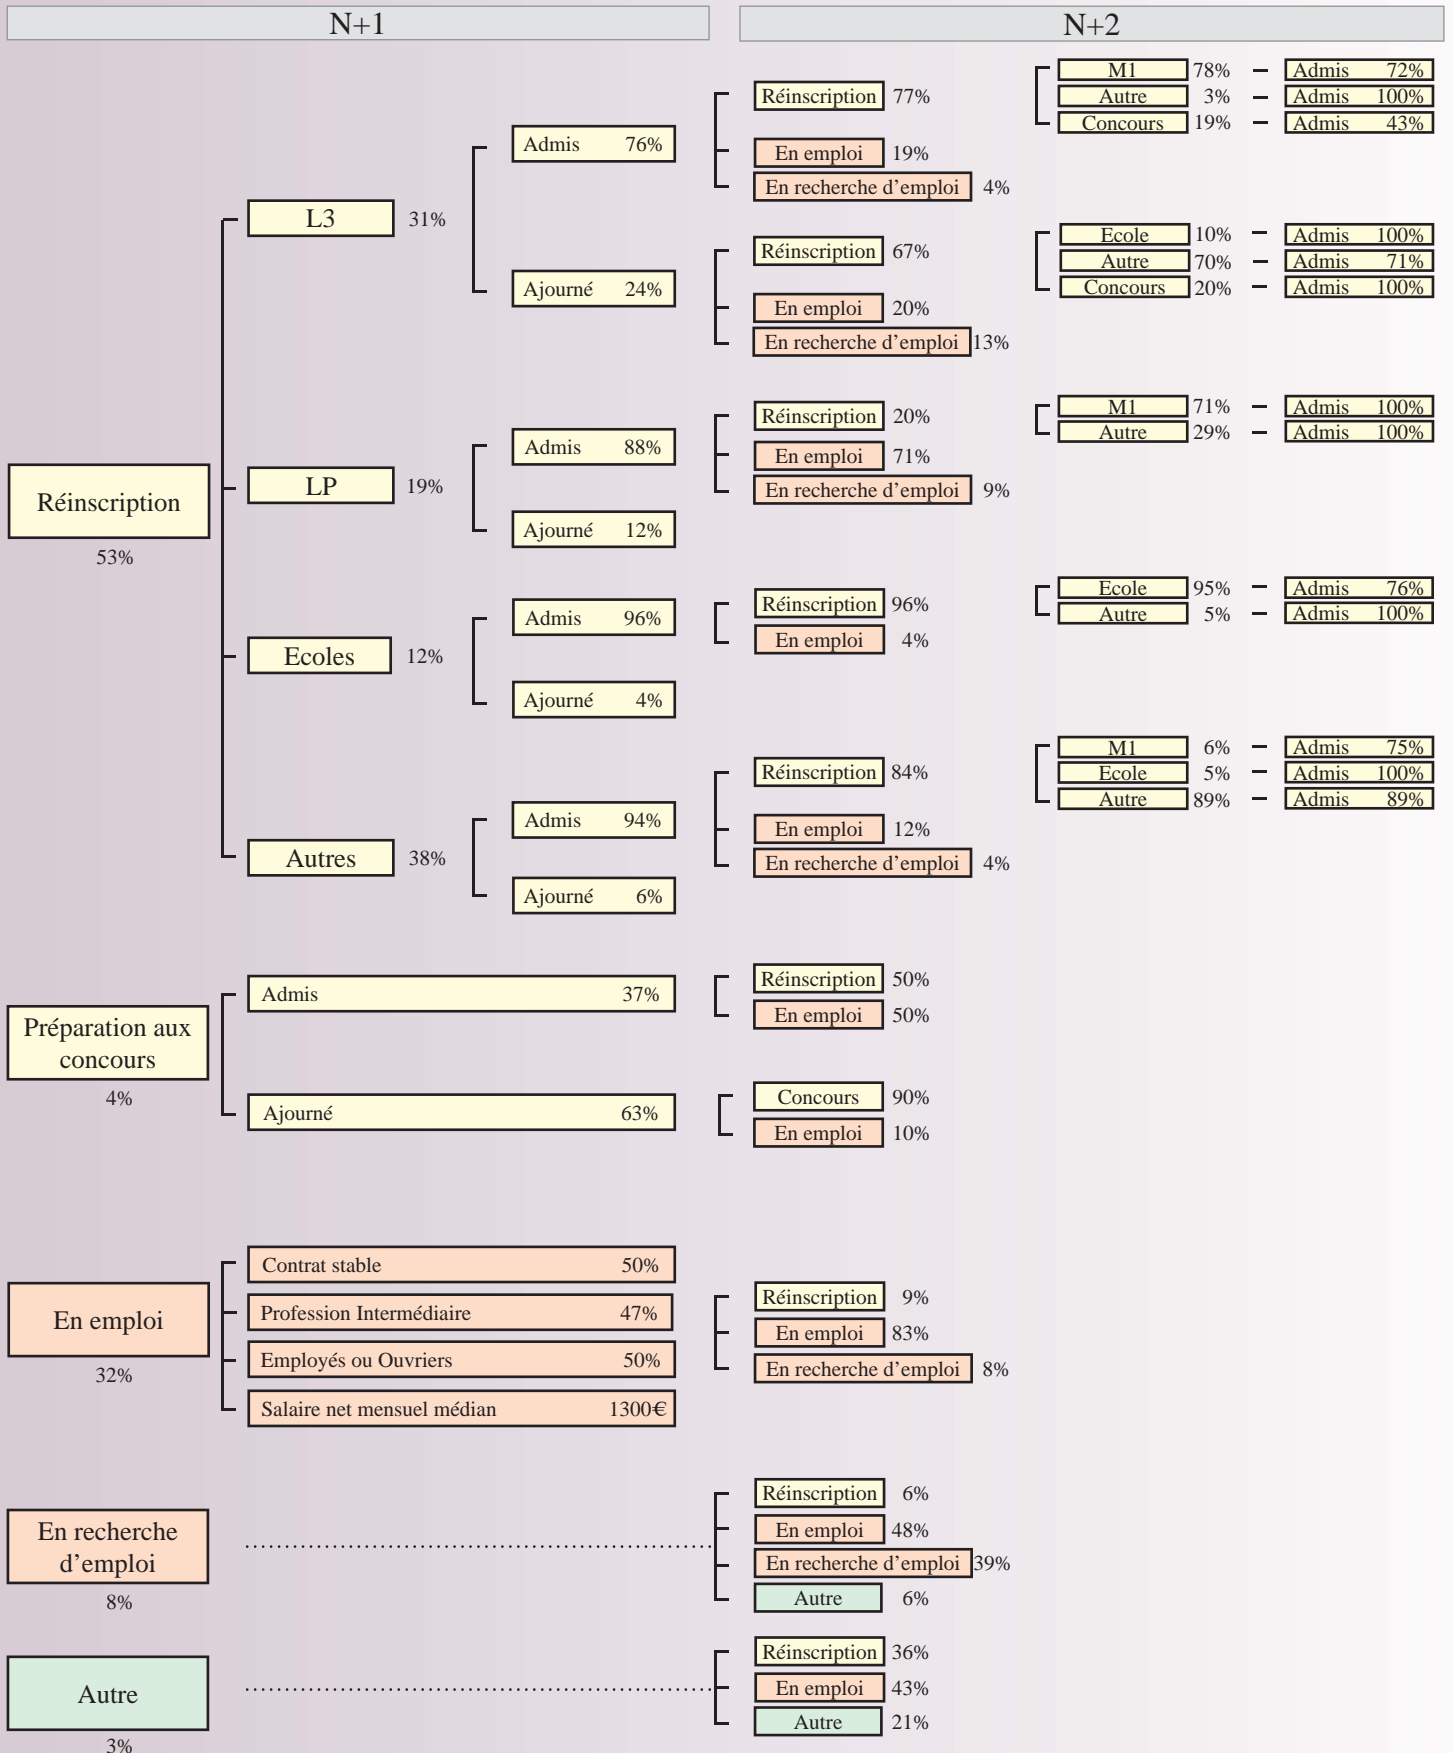 N+1
N+2
Réinscription
53%
L3 31%
Admis 76%
Réinscription 77%
M1 78% – Admis 72%
Autre 3% – Admis 100%
Concours 19% – Admis 43%
En emploi 19%
En recherche d’emploi 4%
Ajourné 24%
Réinscription 67%
Ecole 10% – Admis 100%
Autre 70% – Admis 71%
Concours 20% – Admis 100%
En emploi 20%
En recherche d’emploi 13%
LP 19%
Admis 88%
Réinscription 20%
M1 71% – Admis 100%
Autre 29% – Admis 100%
En emploi 71%
En recherche d’emploi 9%
Ajourné 12%
Ecoles 12%
Admis 96%
Réinscription 96%
Ecole 95% – Admis 76%
Autre 5% – Admis 100%
En emploi 4%
Ajourné 4%
Autres 38%
Admis 94%
Réinscription 84%
M1 6% – Admis 75%
Ecole 5% – Admis 100%
Autre 89% – Admis 89%
En emploi 12%
En recherche d’emploi 4%
Ajourné 6%
Préparation aux
concours
4%
Admis 37%
Réinscription 50%
En emploi 50%
Ajourné 63%
Concours 90%
En emploi 10%
En emploi
32%
Contrat stable 50%
Profession Intermédiaire 47%
Employés ou Ouvriers 50%
Salaire net mensuel médian 1300€
Réinscription 9%
En emploi 83%
En recherche d’emploi 8%
En recherche
d’emploi
8%
Réinscription 6%
En emploi 48%
En recherche d’emploi 39%
Autre 6%
Autre
3%
Réinscription 36%
En emploi 43%
Autre 21%